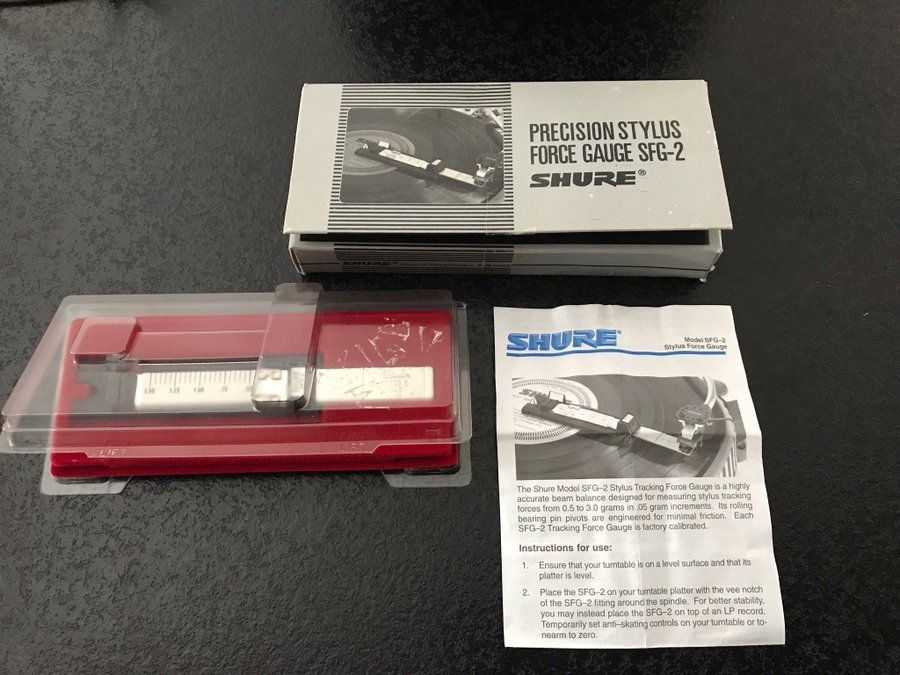 PRECISION STYLUS
FORCE GAUGE SFG-2
SHURE®
SHURE
LIFT
LIFT
SHURE®
Model SFG–2
Stylus Force Gauge
The Shure Model SFG–2 Stylus Tracking Force Gauge is a highly
accurate beam balance designed for measuring stylus tracking
forces from 0.5 to 3.0 grams in .05 gram increments. Its rolling
bearing pin pivots are engineered for minimal friction. Each
SFG–2 Tracking Force Gauge is factory calibrated.
Instructions for use:
1. Ensure that your turntable is on a level surface and that its
platter is level.
2. Place the SFG–2 on your turntable platter with the vee notch
of the SFG–2 fitting around the spindle. For better stability,
you may instead place the SFG–2 on top of an LP record.
Temporarily set anti–skating controls on your turntable or to-
nearm to zero.